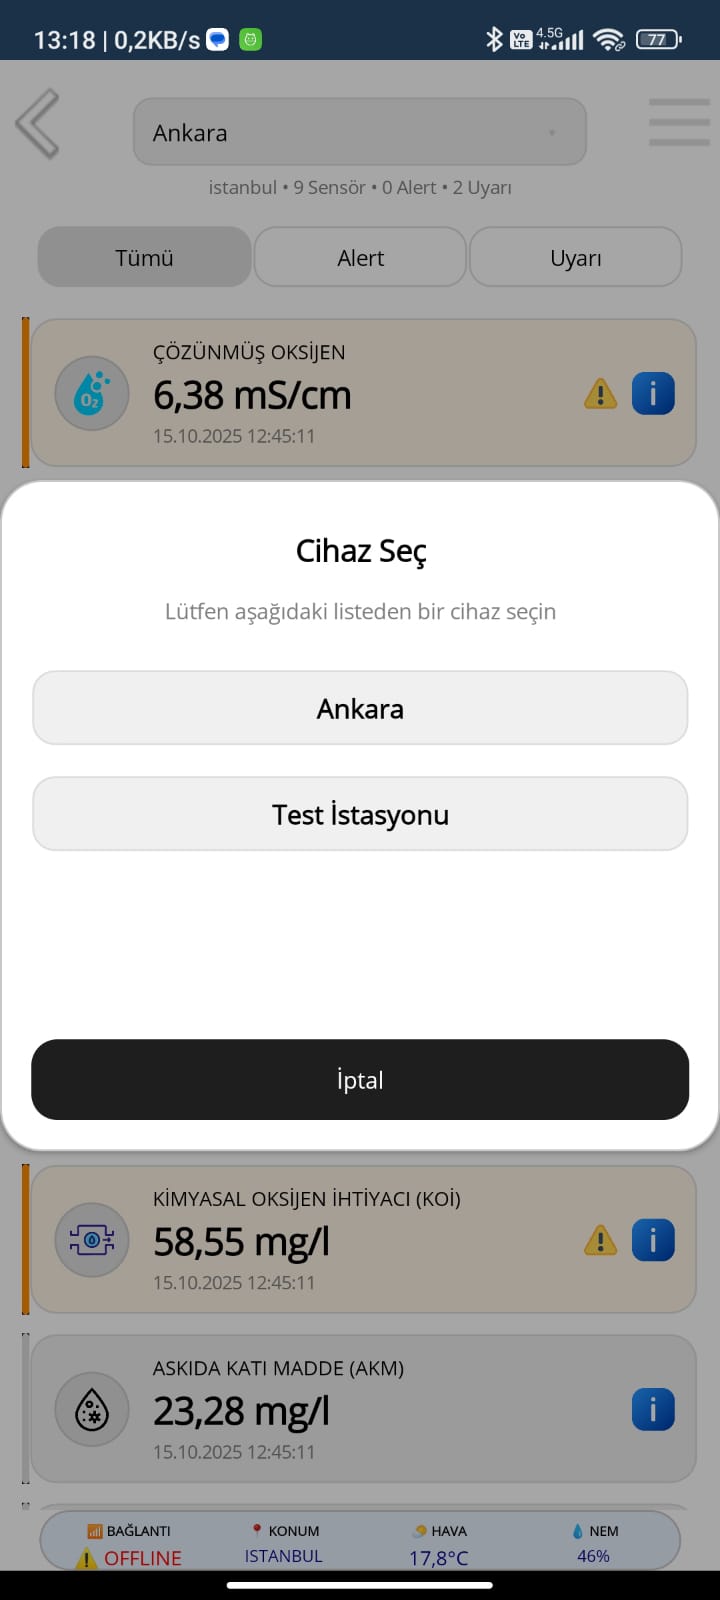 13:18 | 0,2KB/s
Vo LTE 4.5G 77
Ankara
istanbul • 9 Sensör • 0 Alert • 2 Uyarı
Tümü Alert Uyarı
ÇÖZÜNMÜŞ OKSİJEN
O2 6,38 mS/cm
15.10.2025 12:45:11
Cihaz Seç
Lütfen aşağıdaki listeden bir cihaz seçin
Ankara
Test İstasyonu
İptal
KİMYASAL OKSİJEN İHTİYACI (KOİ)
58,55 mg/l
15.10.2025 12:45:11
ASKIDA KATI MADDE (AKM)
23,28 mg/l
15.10.2025 12:45:11
BAĞLANTI KONUM HAVA NEM
OFFLINE ISTANBUL 17,8°C 46%